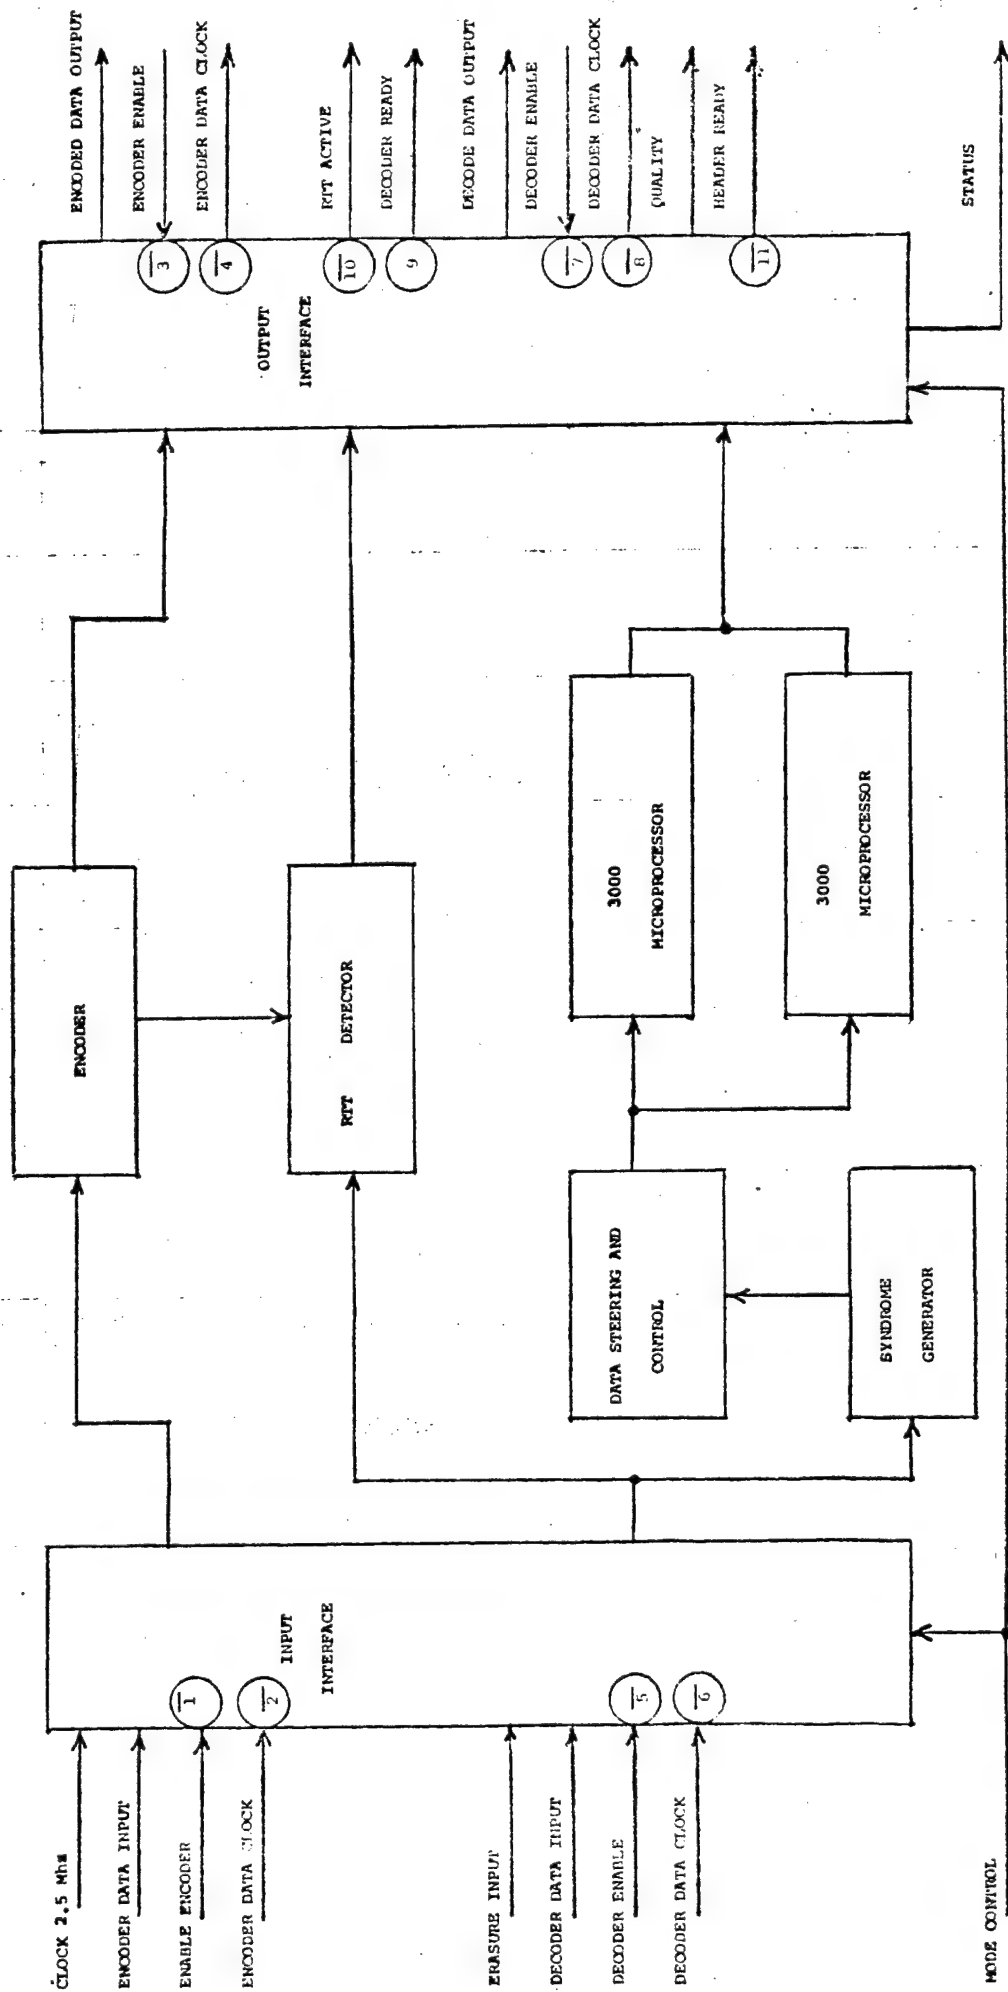 CLOCK 2.5 Mhz
ENCODER DATA INPUT
ENABLE ENCODER
ENCODER DATA CLOCK
ERASURE INPUT
DECODER DATA INPUT
DECODER ENABLE
DECODER DATA CLOCK
MODE CONTROL
1
2
5
6
INPUT
INTERFACE
ENCODER
RTT DETECTOR
DATA STEERING AND
CONTROL
SYNDROME
GENERATOR
3000
MICROPROCESSOR
3000
MICROPROCESSOR
OUTPUT
INTERFACE
3
4
10
9
7
8
11
ENCODED DATA OUTPUT
ENCODER ENABLE
ENCODER DATA CLOCK
RTT ACTIVE
DECODER READY
DECODE DATA OUTPUT
DECODER ENABLE
DECODER DATA CLOCK
QUALITY
HEADER READY
STATUS